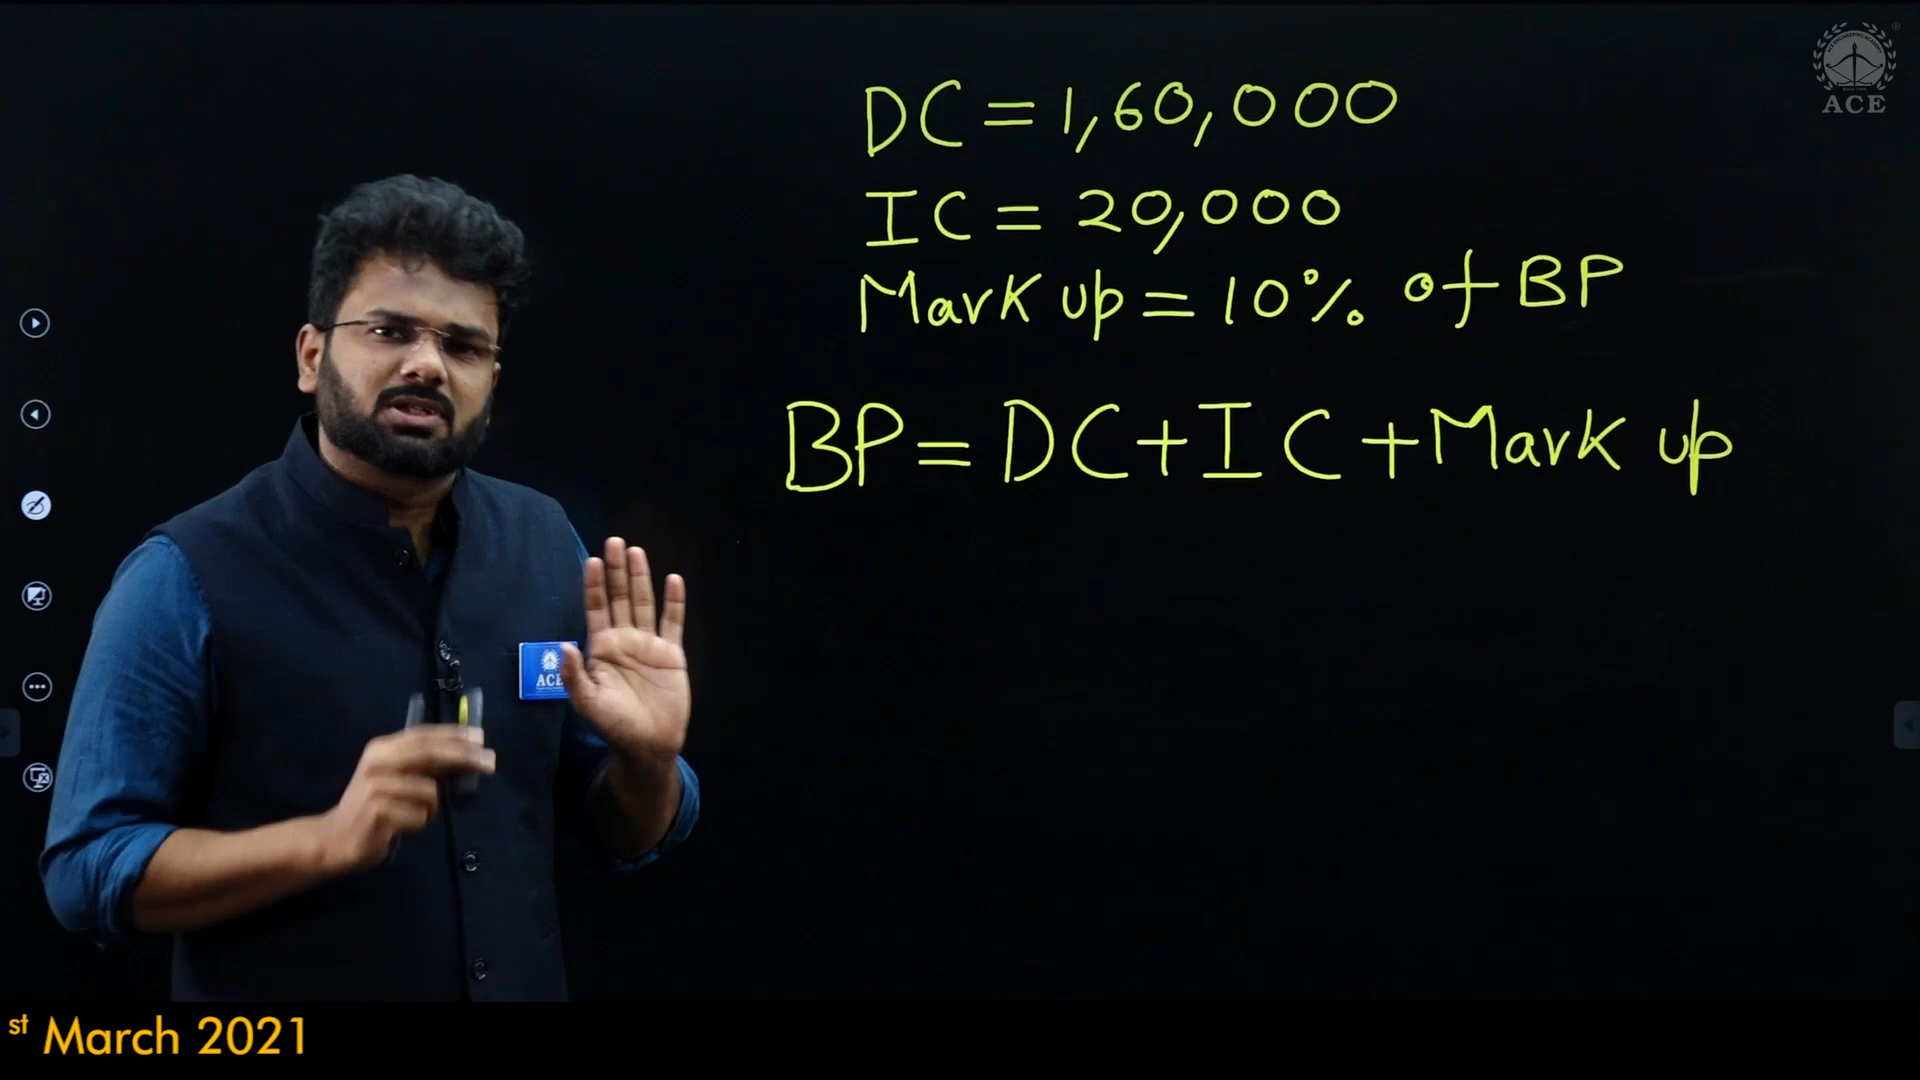 DC = 1,60,000
IC = 20,000
Mark up = 10% of BP
BP = DC + IC + Mark up
ACE
ACE
st March 2021